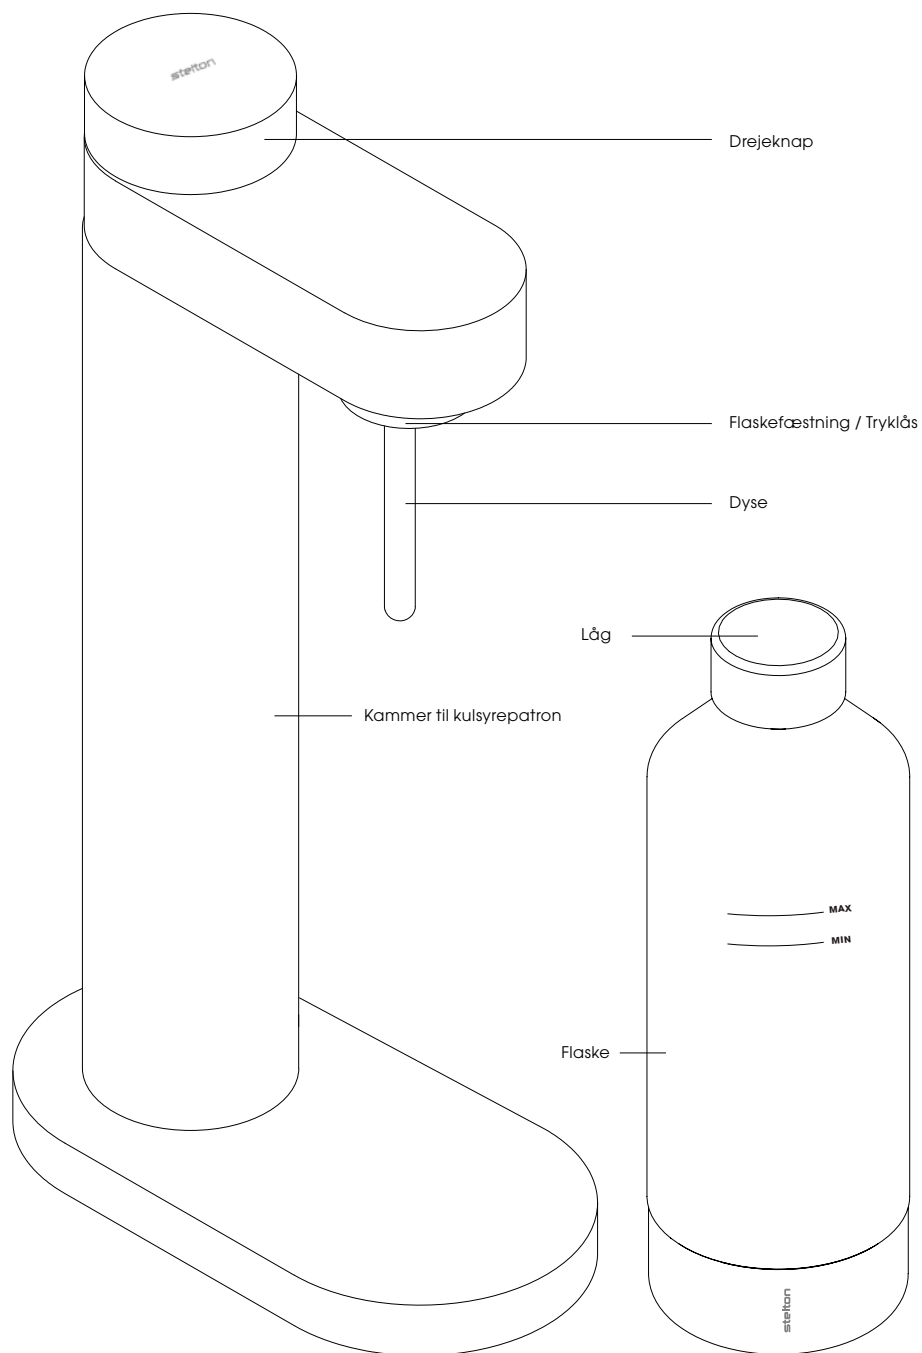 stelton
Drejeknap
Flaskefæstning / Tryklås
Dyse
Låg
Kammer til kulsyrepatron
MAX
MIN
Flaske
stelton